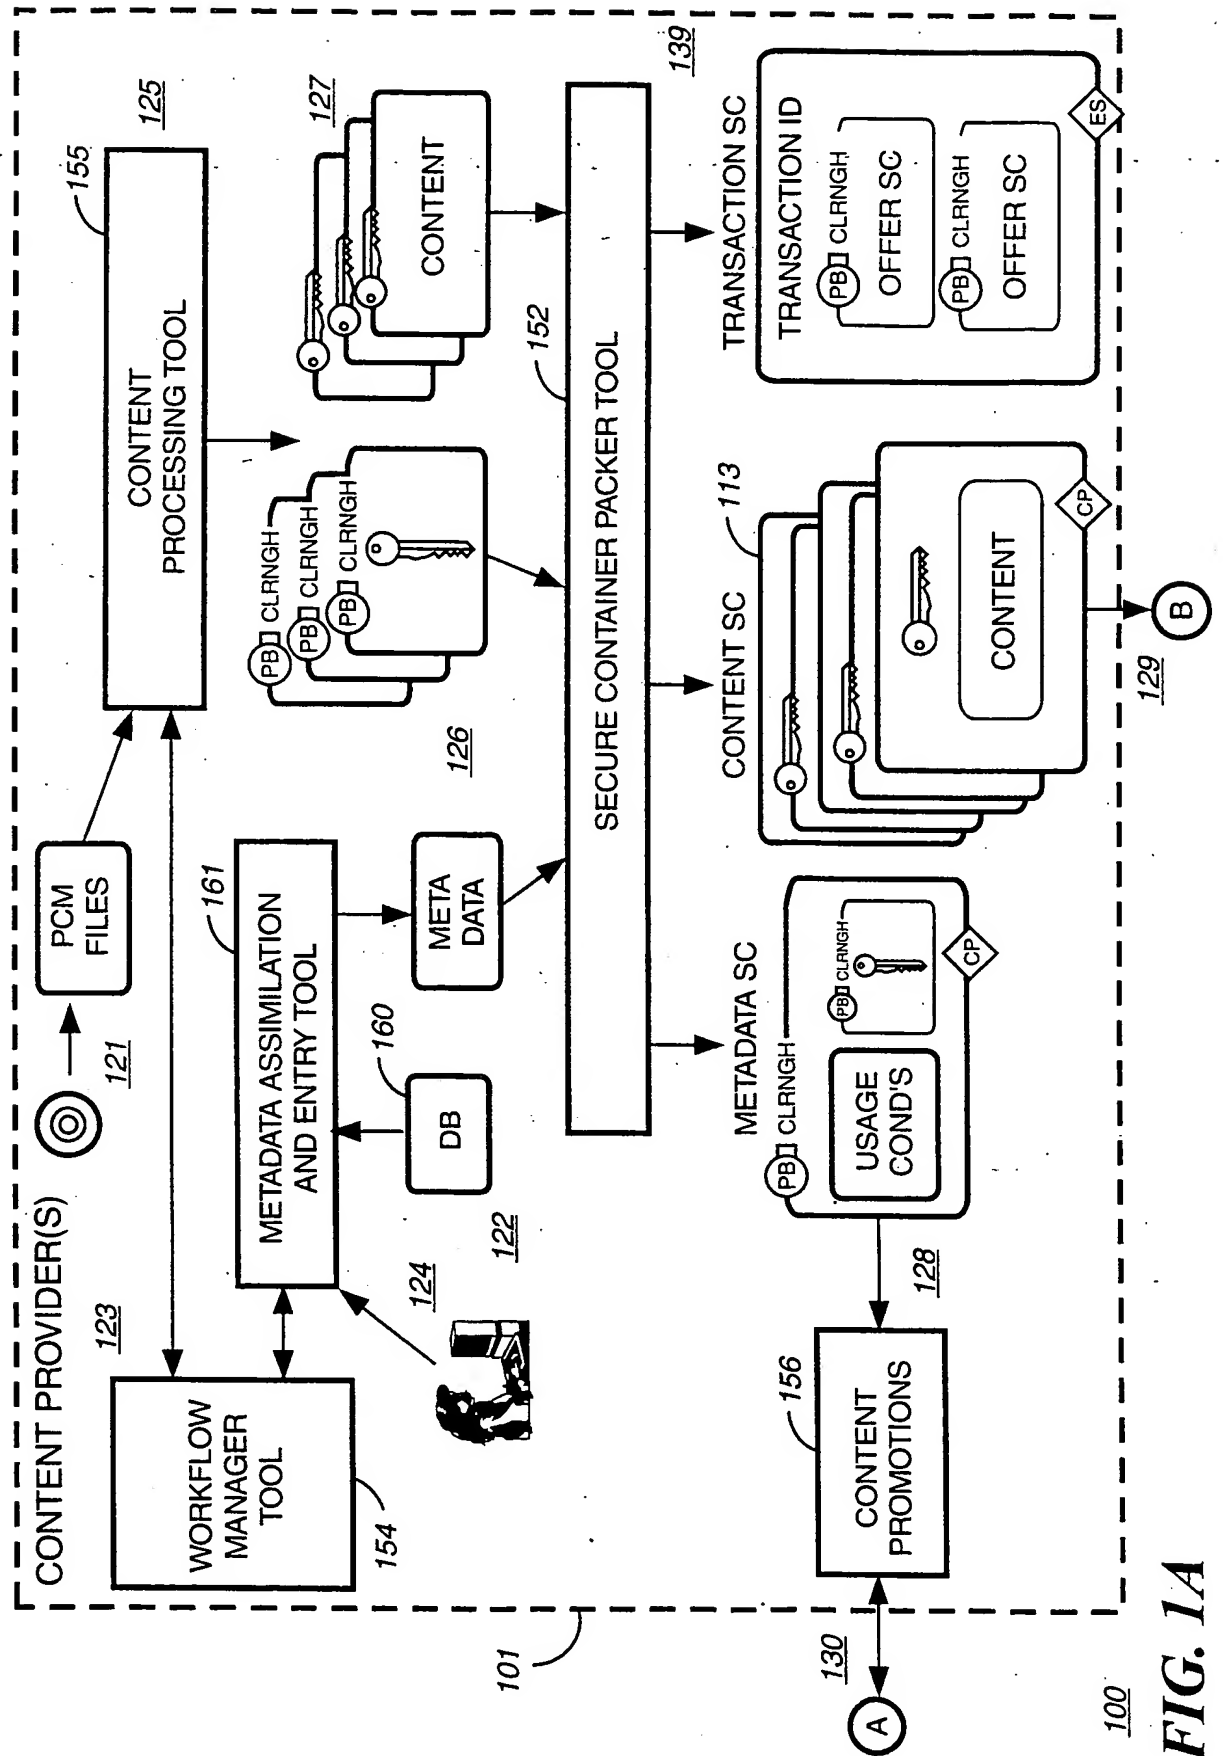 CONTENT PROVIDER(S)
121
PCM
FILES
155
125
CONTENT
PROCESSING TOOL
123
WORKFLOW
MANAGER
TOOL
154
161
METADATA ASSIMILATION
AND ENTRY TOOL
124
DB
160
122
META
DATA
126
PB CLRNGH
PB CLRNGH
PB CLRNGH
127
CONTENT
152
SECURE CONTAINER PACKER TOOL
139
METADATA SC
PB CLRNGH
USAGE
COND'S
PB CLRNGH
CP
CONTENT SC
113
CONTENT
CP
TRANSACTION SC
TRANSACTION ID
PB CLRNGH
OFFER SC
PB CLRNGH
OFFER SC
ES
128
156
CONTENT
PROMOTIONS
101
130
A
129
B
100
FIG. 1A